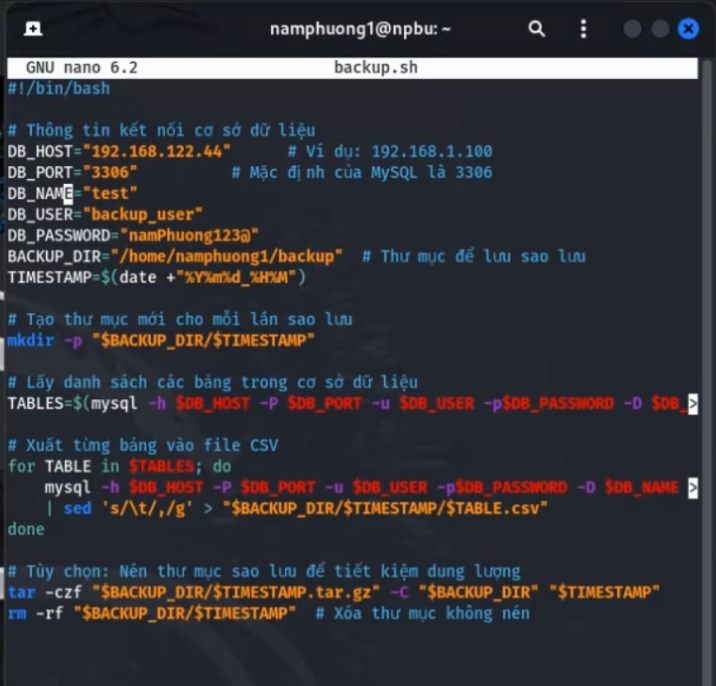 namphuong1@npbu: ~
GNU nano 6.2 backup.sh
#!/bin/bash
# Thông tin kết nối cơ sở dữ liệu
DB_HOST="192.168.122.44" # Ví dụ: 192.168.1.100
DB_PORT="3306" # Mặc định của MySQL là 3306
DB_NAME="test"
DB_USER="backup_user"
DB_PASSWORD="namPhuong123@"
BACKUP_DIR="/home/namphuong1/backup" # Thư mục để lưu sao lưu
TIMESTAMP=$(date +"%Y%m%d_%H%M")
# Tạo thư mục mới cho mỗi lần sao lưu
mkdir -p "$BACKUP_DIR/$TIMESTAMP"
# Lấy danh sách các bảng trong cơ sở dữ liệu
TABLES=$(mysql -h $DB_HOST -P $DB_PORT -u $DB_USER -p$DB_PASSWORD -D $DB_>
# Xuất từng bảng vào file CSV
for TABLE in $TABLES; do
    mysql -h $DB_HOST -P $DB_PORT -u $DB_USER -p$DB_PASSWORD -D $DB_NAME >
    | sed 's/\t/,/g' > "$BACKUP_DIR/$TIMESTAMP/$TABLE.csv"
done
# Tùy chọn: Nén thư mục sao lưu để tiết kiệm dung lượng
tar -czf "$BACKUP_DIR/$TIMESTAMP.tar.gz" -C "$BACKUP_DIR" "$TIMESTAMP"
rm -rf "$BACKUP_DIR/$TIMESTAMP" # Xóa thư mục không nén